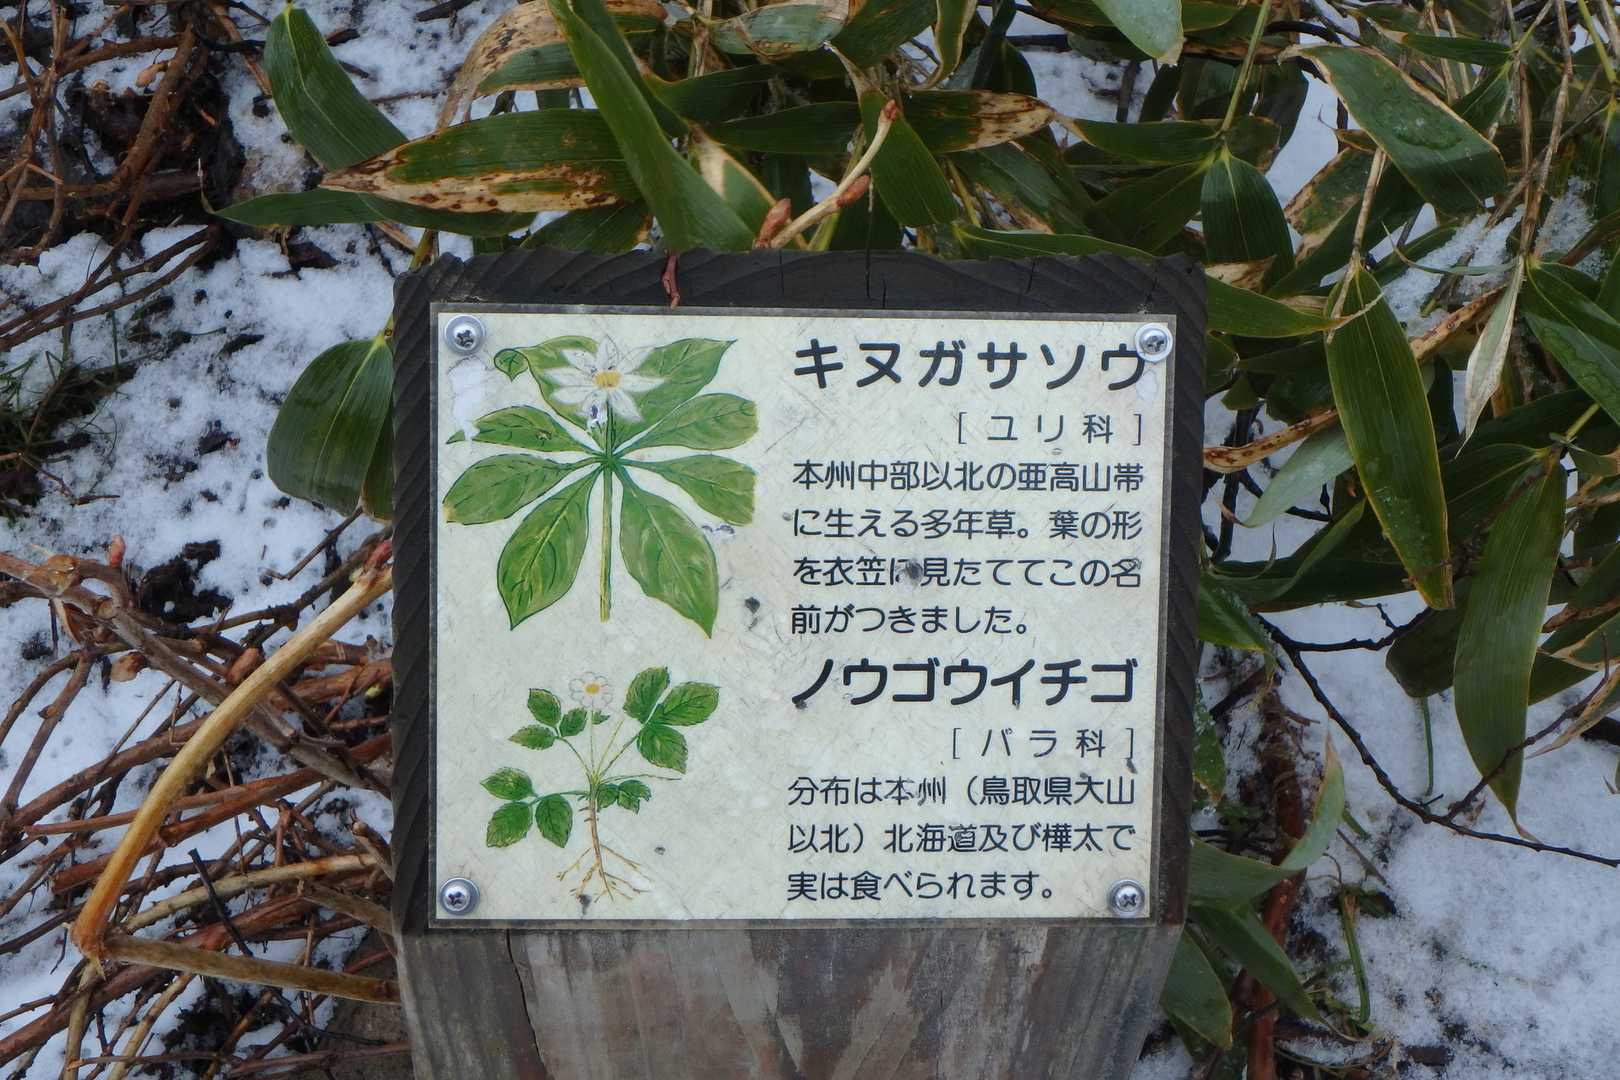 キヌガサソウ
[ユリ科]
本州中部以北の亜高山帯
に生える多年草。葉の形
を衣笠に見たててこの名
前がつきました。
ノウゴウイチゴ
[バラ科]
分布は本州（鳥取県大山
以北）北海道及び樺太で
実は食べられます。